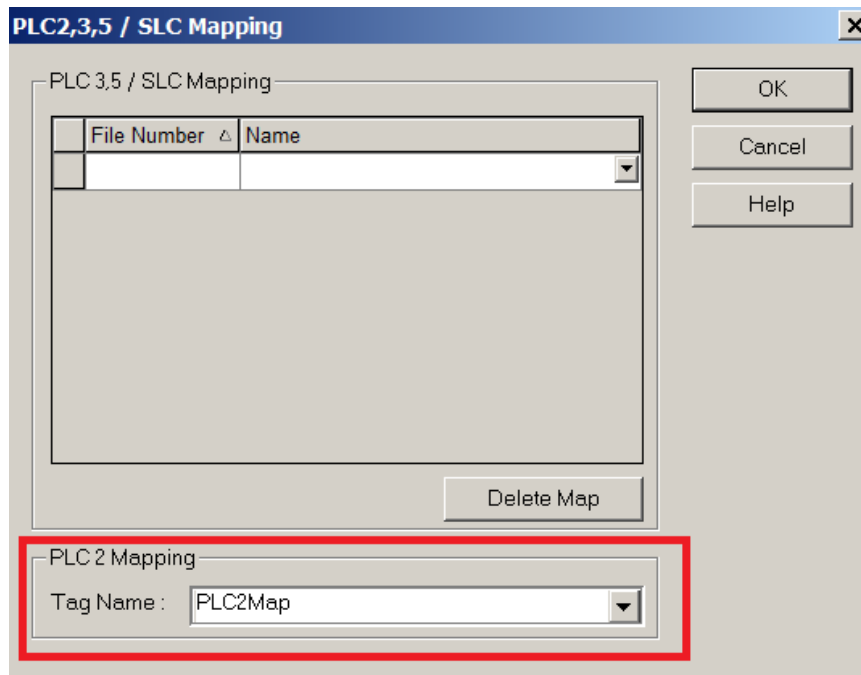 PLC2,3,5 / SLC Mapping
PLC 3,5 / SLC Mapping
File Number Name
OK
Cancel
Help
Delete Map
PLC 2 Mapping
Tag Name : PLC2Map